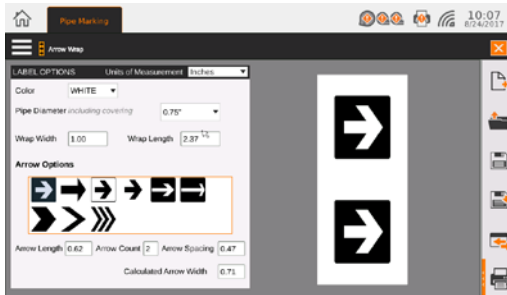 Pipe Marking
10:07
8/24/2017
Arrow Wrap
LABEL OPTIONS Units of Measurement Inches
Color WHITE
Pipe Diameter including covering 0.75"
Wrap Width 1.00 Wrap Length 2.37
Arrow Options
Arrow Length 0.62 Arrow Count 2 Arrow Spacing 0.47
Calculated Arrow Width 0.71